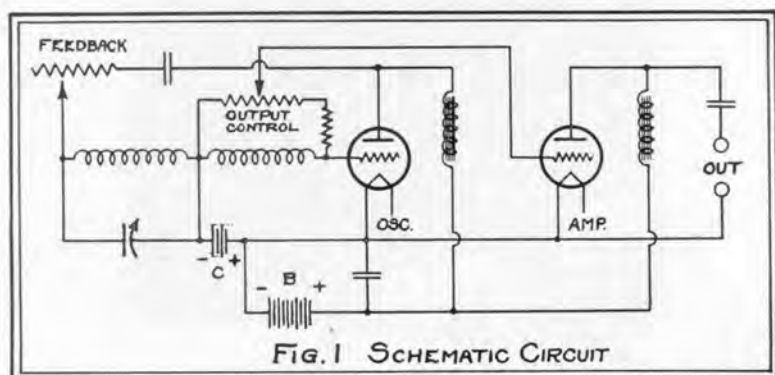 FEEDBACK
OUTPUT
CONTROL
OSC.
AMP.
OUT
- C +
- B +
FIG. 1 SCHEMATIC CIRCUIT